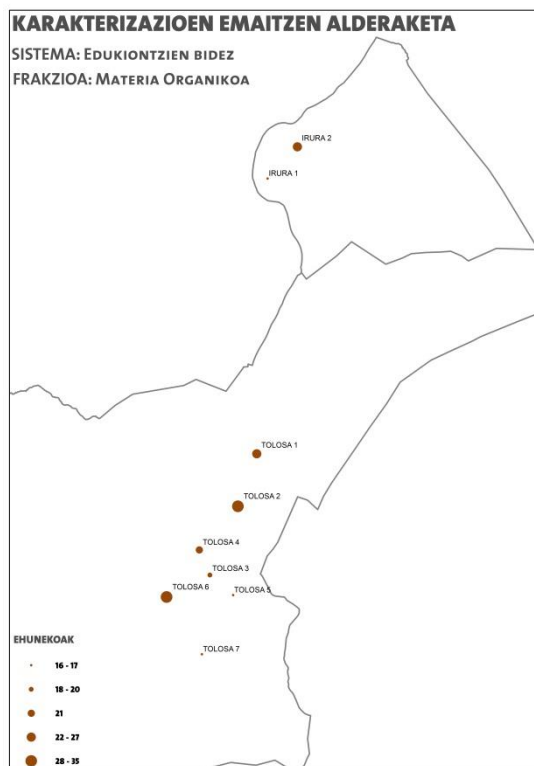 KARAKTERIZAZIOEN EMAITZEN ALDERAKETA
SISTEMA: EDUKIONTZIEN BIDEZ
FRAKZIOA: MATERIA ORGANIKOA
IRURA 2
IRURA 1
TOLOSA 1
TOLOSA 2
TOLOSA 4
TOLOSA 3
TOLOSA 6
TOLOSA 5
TOLOSA 7
EHUNEKOAK
16 - 17
18 - 20
21
22 - 27
28 - 35